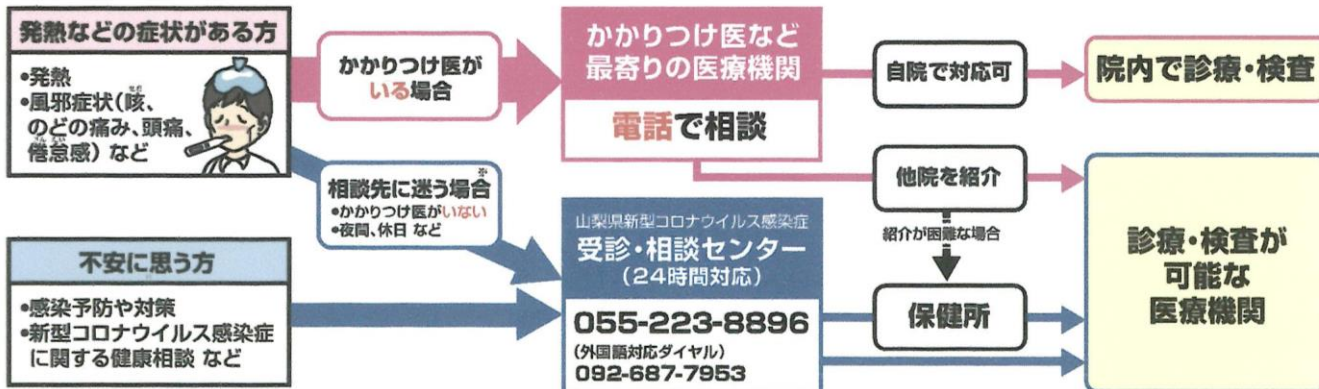 発熱などの症状がある方
•発熱
•風邪症状(咳、
のどの痛み、頭痛、
倦怠感) など
かかりつけ医が
いる場合
かかりつけ医など
最寄りの医療機関
電話で相談
自院で対応可
院内で診療・検査
他院を紹介
紹介が困難な場合
保健所
診療・検査が
可能な
医療機関
相談先に迷う場合
•かかりつけ医がいない
•夜間、休日 など
不安に思う方
•感染予防や対策
•新型コロナウイルス感染症
に関する健康相談 など
山梨県新型コロナウイルス感染症
受診・相談センター
(24時間対応)
055-223-8896
(外国語対応ダイヤル)
092-687-7953